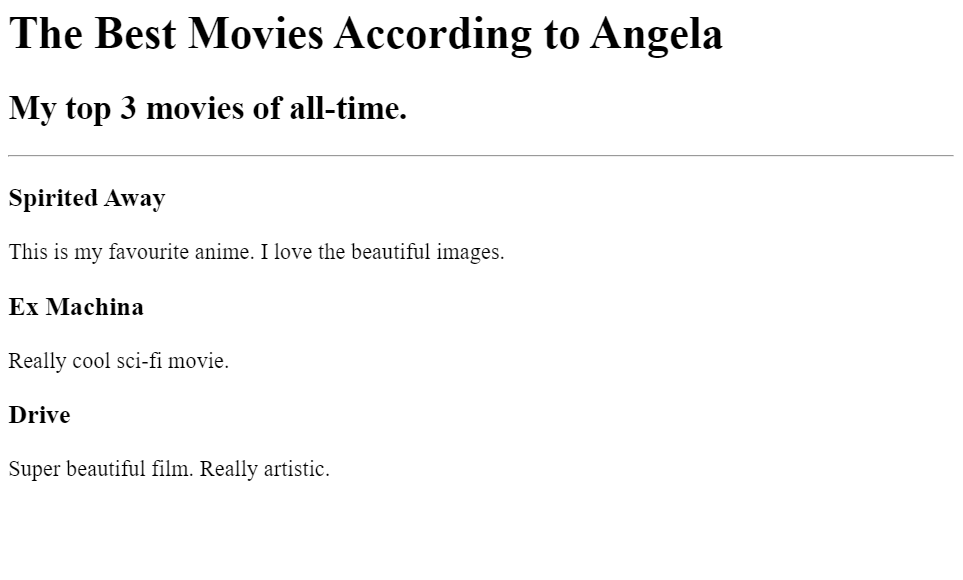 The Best Movies According to Angela
My top 3 movies of all-time.
Spirited Away
This is my favourite anime. I love the beautiful images.
Ex Machina
Really cool sci-fi movie.
Drive
Super beautiful film. Really artistic.